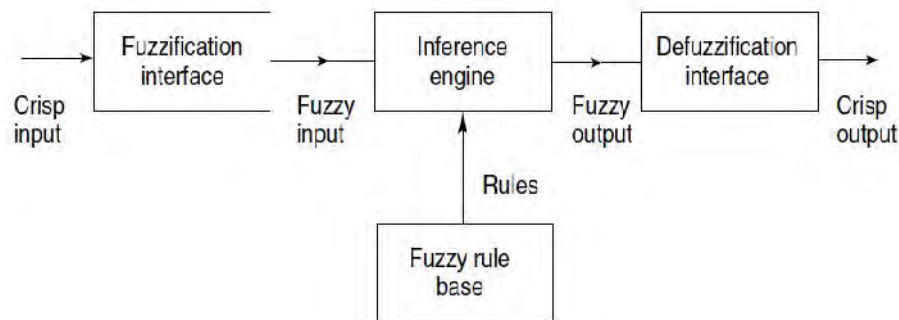 Fuzzification
interface
Inference
engine
Defuzzification
interface
Crisp
input
Fuzzy
input
Fuzzy
output
Crisp
output
Rules
Fuzzy rule
base